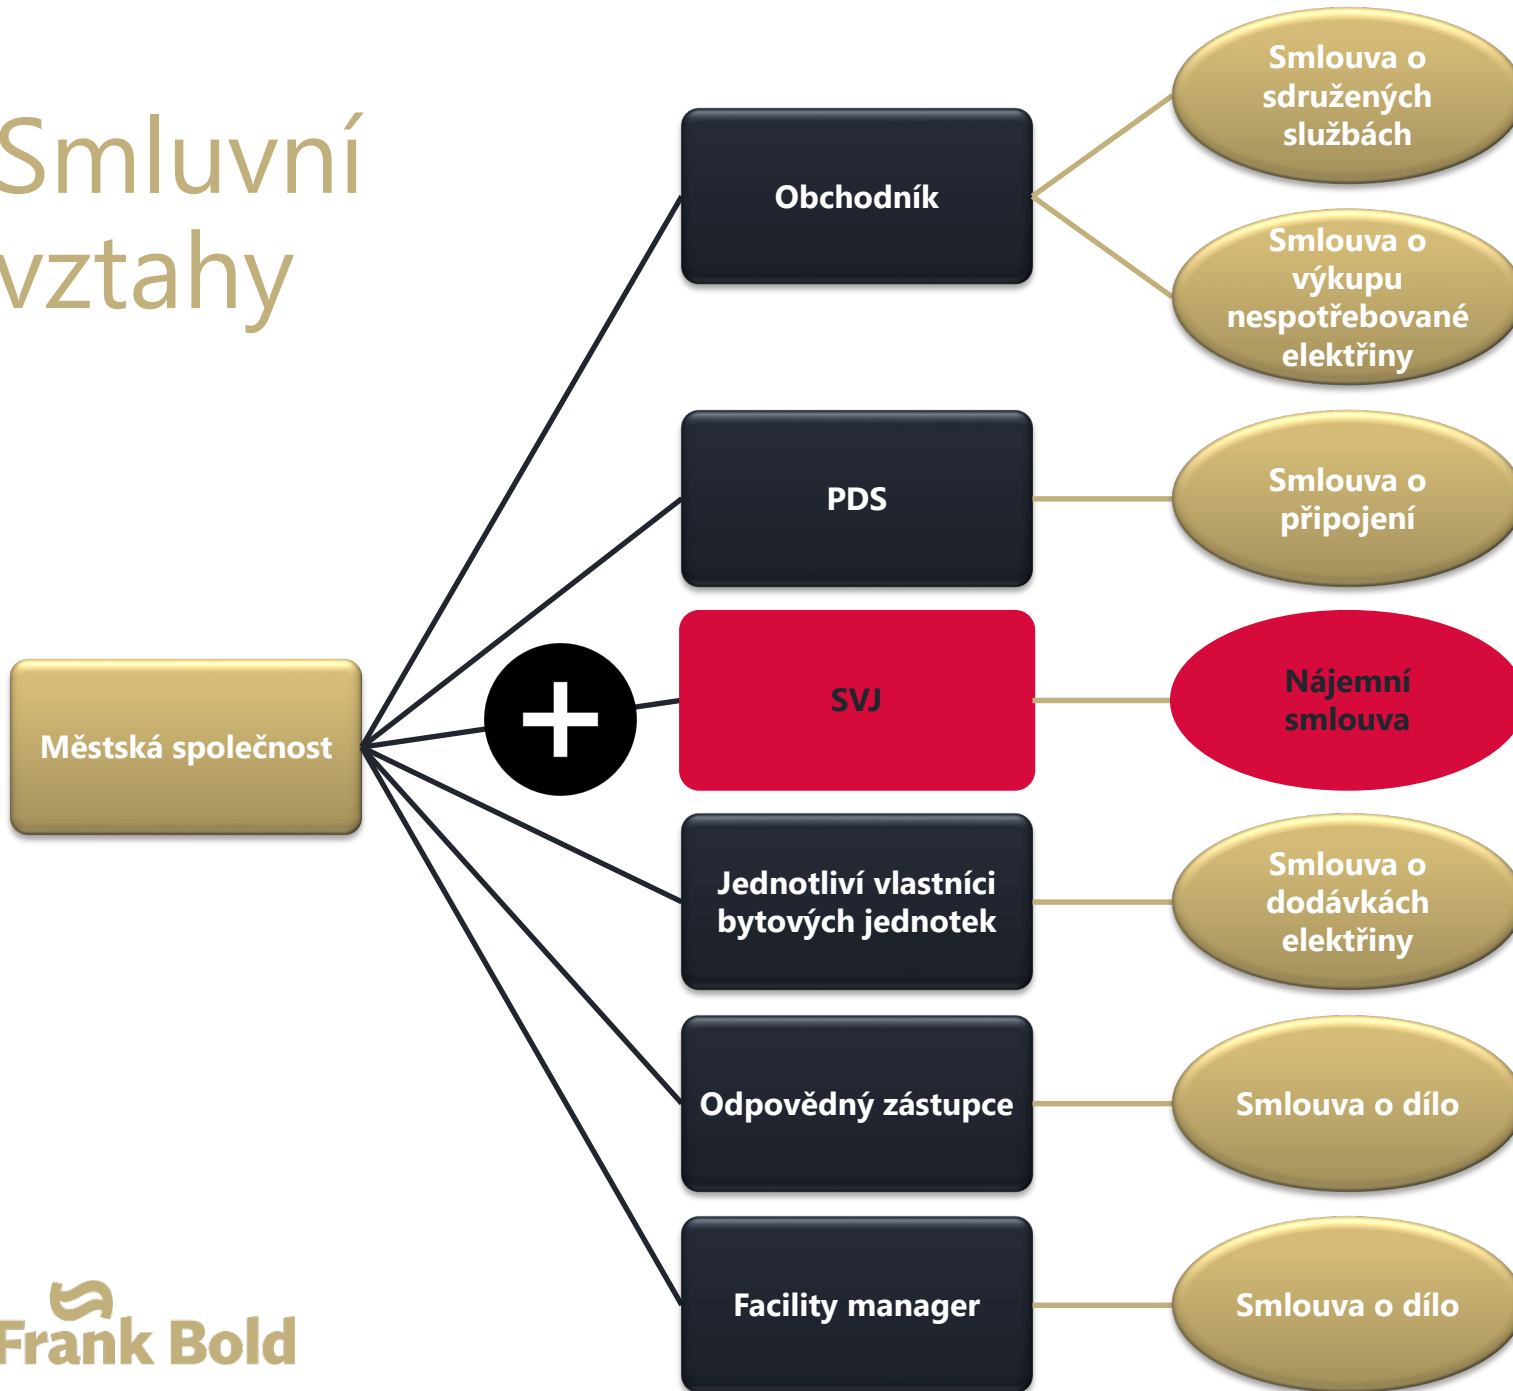 Smluvní
vztahy
Městská společnost
Obchodník
Smlouva o
sdružených
službách
Smlouva o
výkupu
nespotřebované
elektřiny
PDS
Smlouva o
připojení
SVJ
Nájemní
smlouva
Jednotliví vlastníci
bytových jednotek
Smlouva o
dodávkách
elektřiny
Odpovědný zástupce
Smlouva o dílo
Facility manager
Smlouva o dílo
Frank Bold